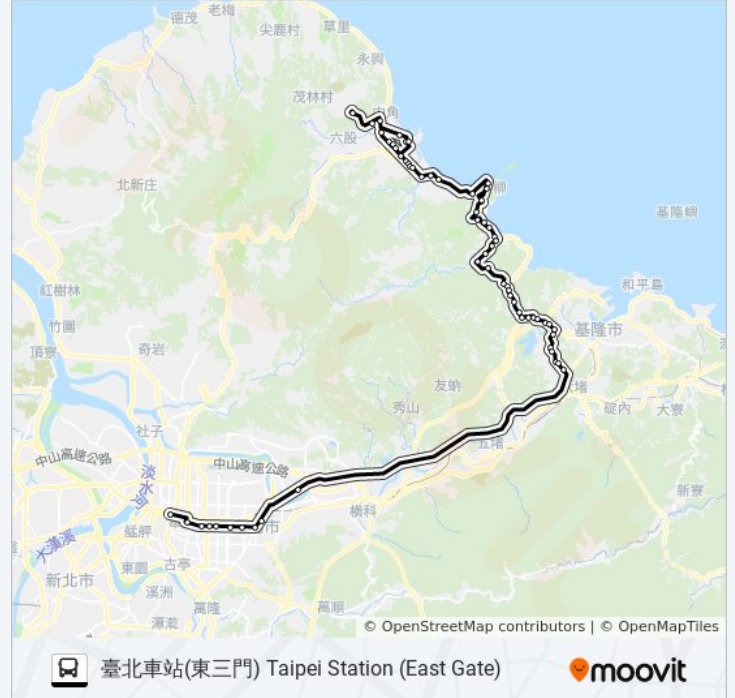 老梅
德茂
尖鹿村
草里
永興
茂林村
六股
北新庄
基隆嶼
紅樹林
和平島
竹圍
基隆市
頂寮
奇岩
友蚋
秀山
碇內
大寮
社子
五堵
中山高速公路
中山高速公路
淡水河
新寮
橋科
艋舺
大漢溪
古亭
東園
新北市
溪洲
萬隆
萬順
潭墘
© OpenStreetMap contributors | © OpenMapTiles
臺北車站(東三門) Taipei Station (East Gate)
moovit